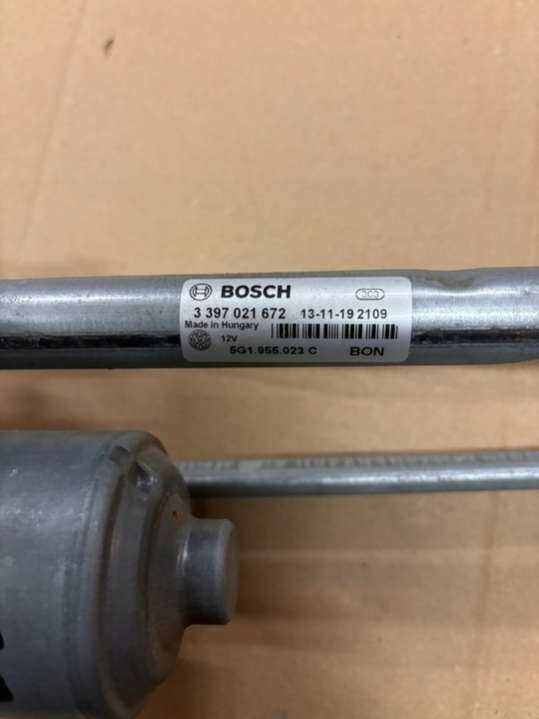 BOSCH
3 397 021 672 13-11-19 2109
Made in Hungary
12V
5G1.955.023 C BON